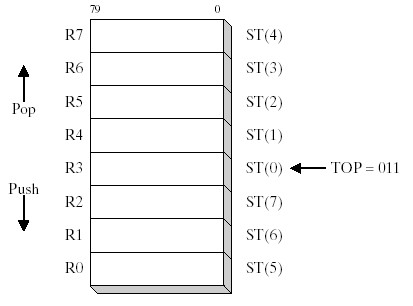 79 0
R7 ST(4)
R6 ST(3)
R5 ST(2)
Pop
R4 ST(1)
R3 ST(0) TOP = 011
Push
R2 ST(7)
R1 ST(6)
R0 ST(5)